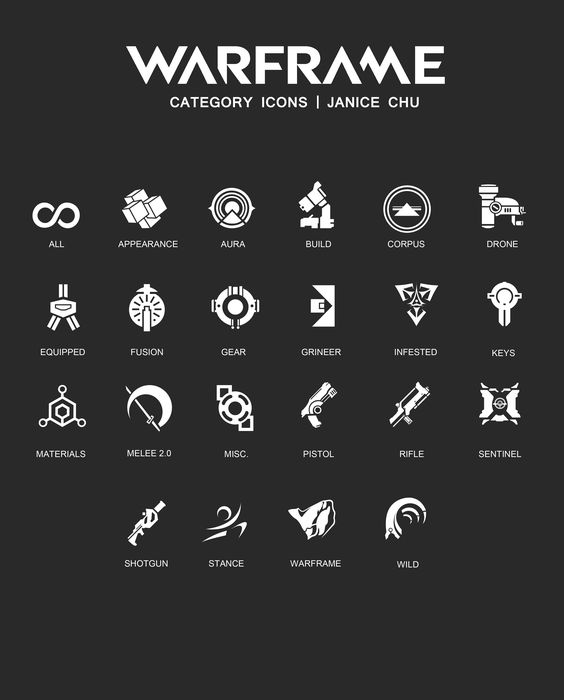 WARFRAME
CATEGORY ICONS | JANICE CHU
ALL APPEARANCE AURA BUILD CORPUS DRONE
EQUIPPED FUSION GEAR GRINEER INFESTED KEYS
MATERIALS MELEE 2.0 MISC. PISTOL RIFLE SENTINEL
SHOTGUN STANCE WARFRAME WILD